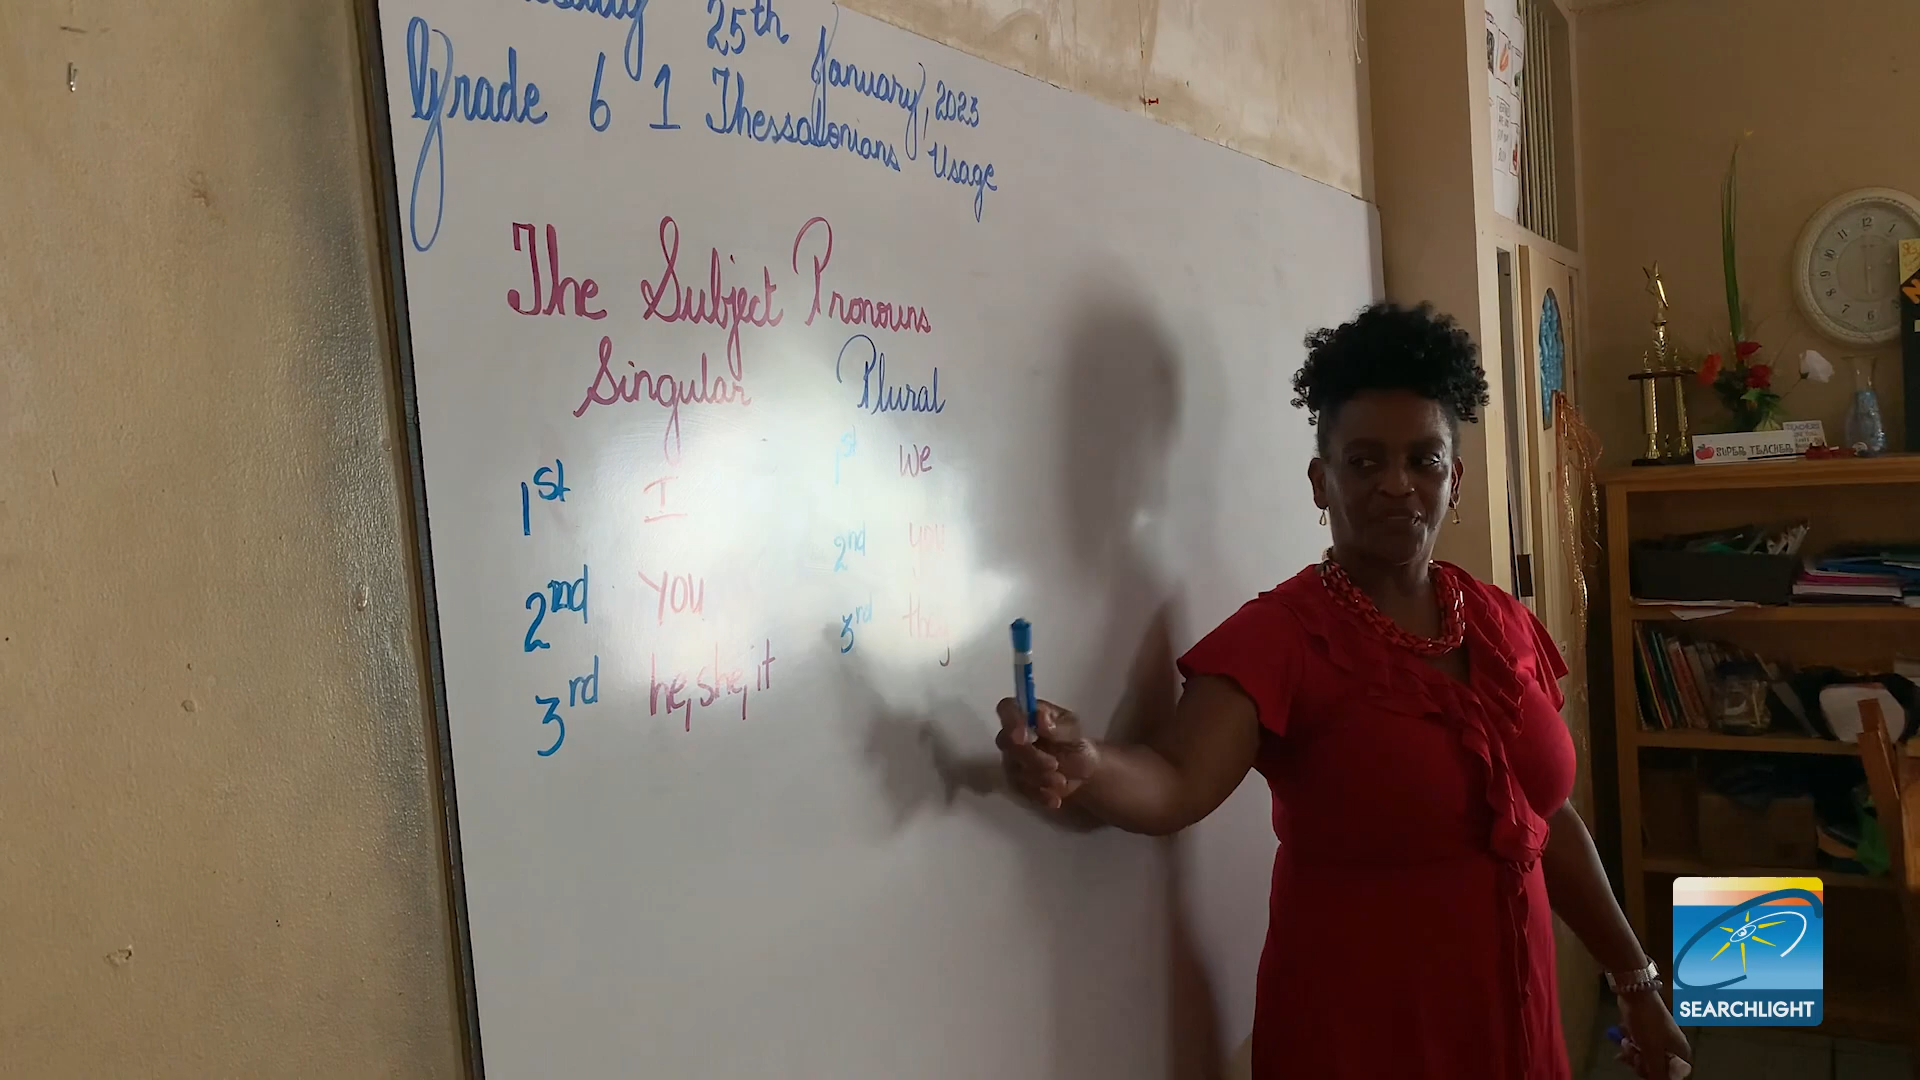 25th January, 2023
Grade 6 1 Thessalonians Usage
The Subject Pronouns
Singular Plural
1st I 1st we
2nd you 2nd you
3rd he, she, it 3rd they
SUPER TEACHER
SEARCHLIGHT